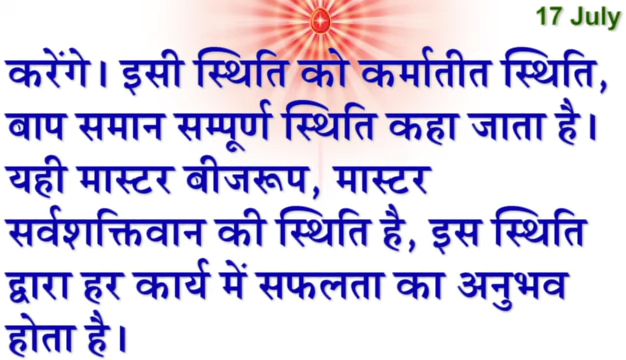 17 July
करेंगे। इसी स्थिति को कर्मातीत स्थिति,
बाप समान सम्पूर्ण स्थिति कहा जाता है।
यही मास्टर बीजरूप, मास्टर
सर्वशक्तिवान की स्थिति है, इस स्थिति
द्वारा हर कार्य में सफलता का अनुभव
होता है।